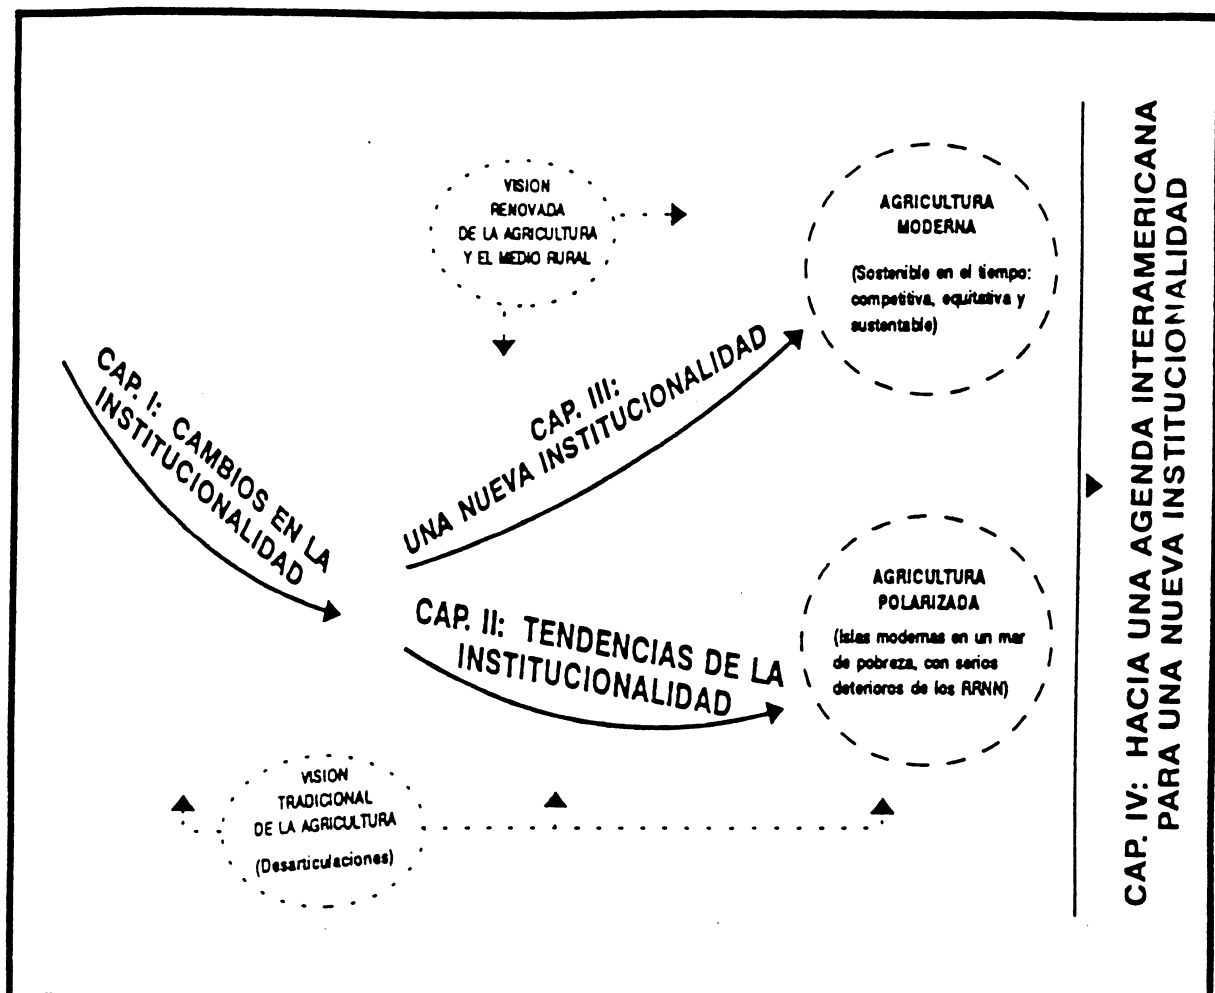 VISION
RENOVADA
DE LA AGRICULTURA
Y EL MEDIO RURAL
AGRICULTURA
MODERNA
(Sostenible en el tiempo:
competitiva, equitativa y
sustentable)
CAP. I: CAMBIOS EN LA
INSTITUCIONALIDAD
CAP. III:
UNA NUEVA INSTITUCIONALIDAD
CAP. II: TENDENCIAS DE LA
INSTITUCIONALIDAD
AGRICULTURA
POLARIZADA
(Islas modernas en un mar
de pobreza, con serios
deterioros de los RRNN)
VISION
TRADICIONAL
DE LA AGRICULTURA
(Desarticulaciones)
CAP. IV: HACIA UNA AGENDA INTERAMERICANA
PARA UNA NUEVA INSTITUCIONALIDAD